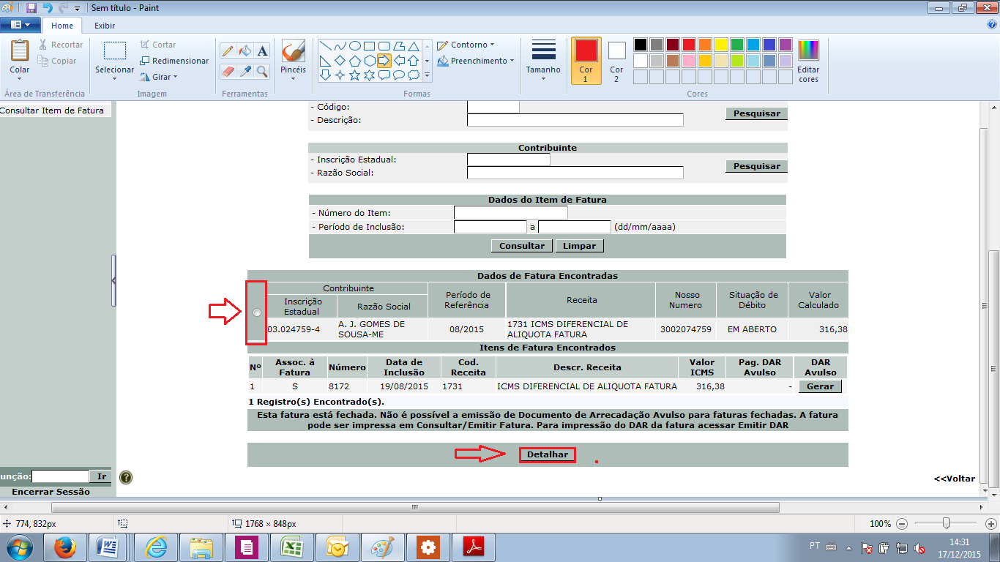 Sem título - Paint
Home Exibir
Colar
Recortar
Copiar
Área de Transferência
Selecionar
Cortar
Redimensionar
Girar
Imagem
A
Ferramentas
Pincéis
Contorno
Preenchimento
Formas
Tamanho
Cor 1
Cor 2
Editar cores
Cores
Consultar Item de Fatura
- Código:
- Descrição:
Pesquisar
Contribuinte
- Inscrição Estadual:
- Razão Social:
Pesquisar
Dados do Item de Fatura
- Número do Item:
- Período de Inclusão: a (dd/mm/aaaa)
Consultar Limpar
Dados de Fatura Encontradas
Contribuinte
Inscrição Estadual
Razão Social
Período de Referência
Receita
Nosso Numero
Situação de Débito
Valor Calculado
03.024759-4
A. J. GOMES DE SOUSA-ME
08/2015
1731 ICMS DIFERENCIAL DE ALIQUOTA FATURA
3002074759
EM ABERTO
316,38
Itens de Fatura Encontrados
Nº
Assoc. à Fatura
Número
Data de Inclusão
Cod. Receita
Descr. Receita
Valor ICMS
Pag. DAR Avulso
DAR Avulso
1 S 8172 19/08/2015 1731 ICMS DIFERENCIAL DE ALIQUOTA FATURA 316,38 - Gerar
1 Registro(s) Encontrado(s).
Esta fatura está fechada. Não é possível a emissão de Documento de Arrecadação Avulso para faturas fechadas. A fatura
pode ser impressa em Consultar/Emitir Fatura. Para impressão do DAR da fatura acessar Emitir DAR
Detalhar
<<Voltar
unção: Ir
Encerrar Sessão
774, 832px
1768 × 848px
100%
PT
14:31
17/12/2015